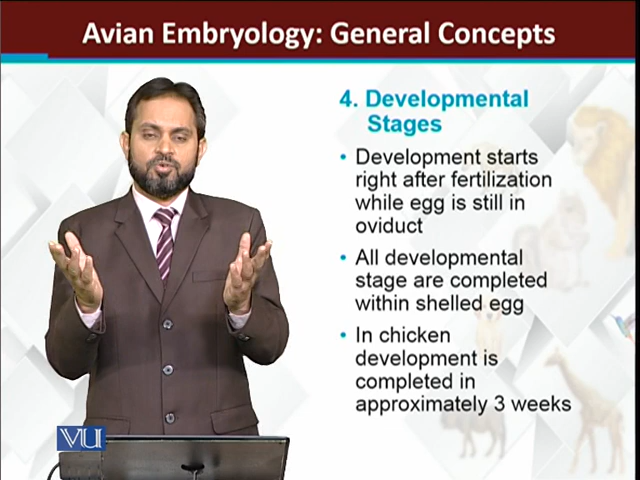 Avian Embryology: General Concepts
4. Developmental
Stages
• Development starts
right after fertilization
while egg is still in
oviduct
• All developmental
stage are completed
within shelled egg
• In chicken
development is
completed in
approximately 3 weeks
VU